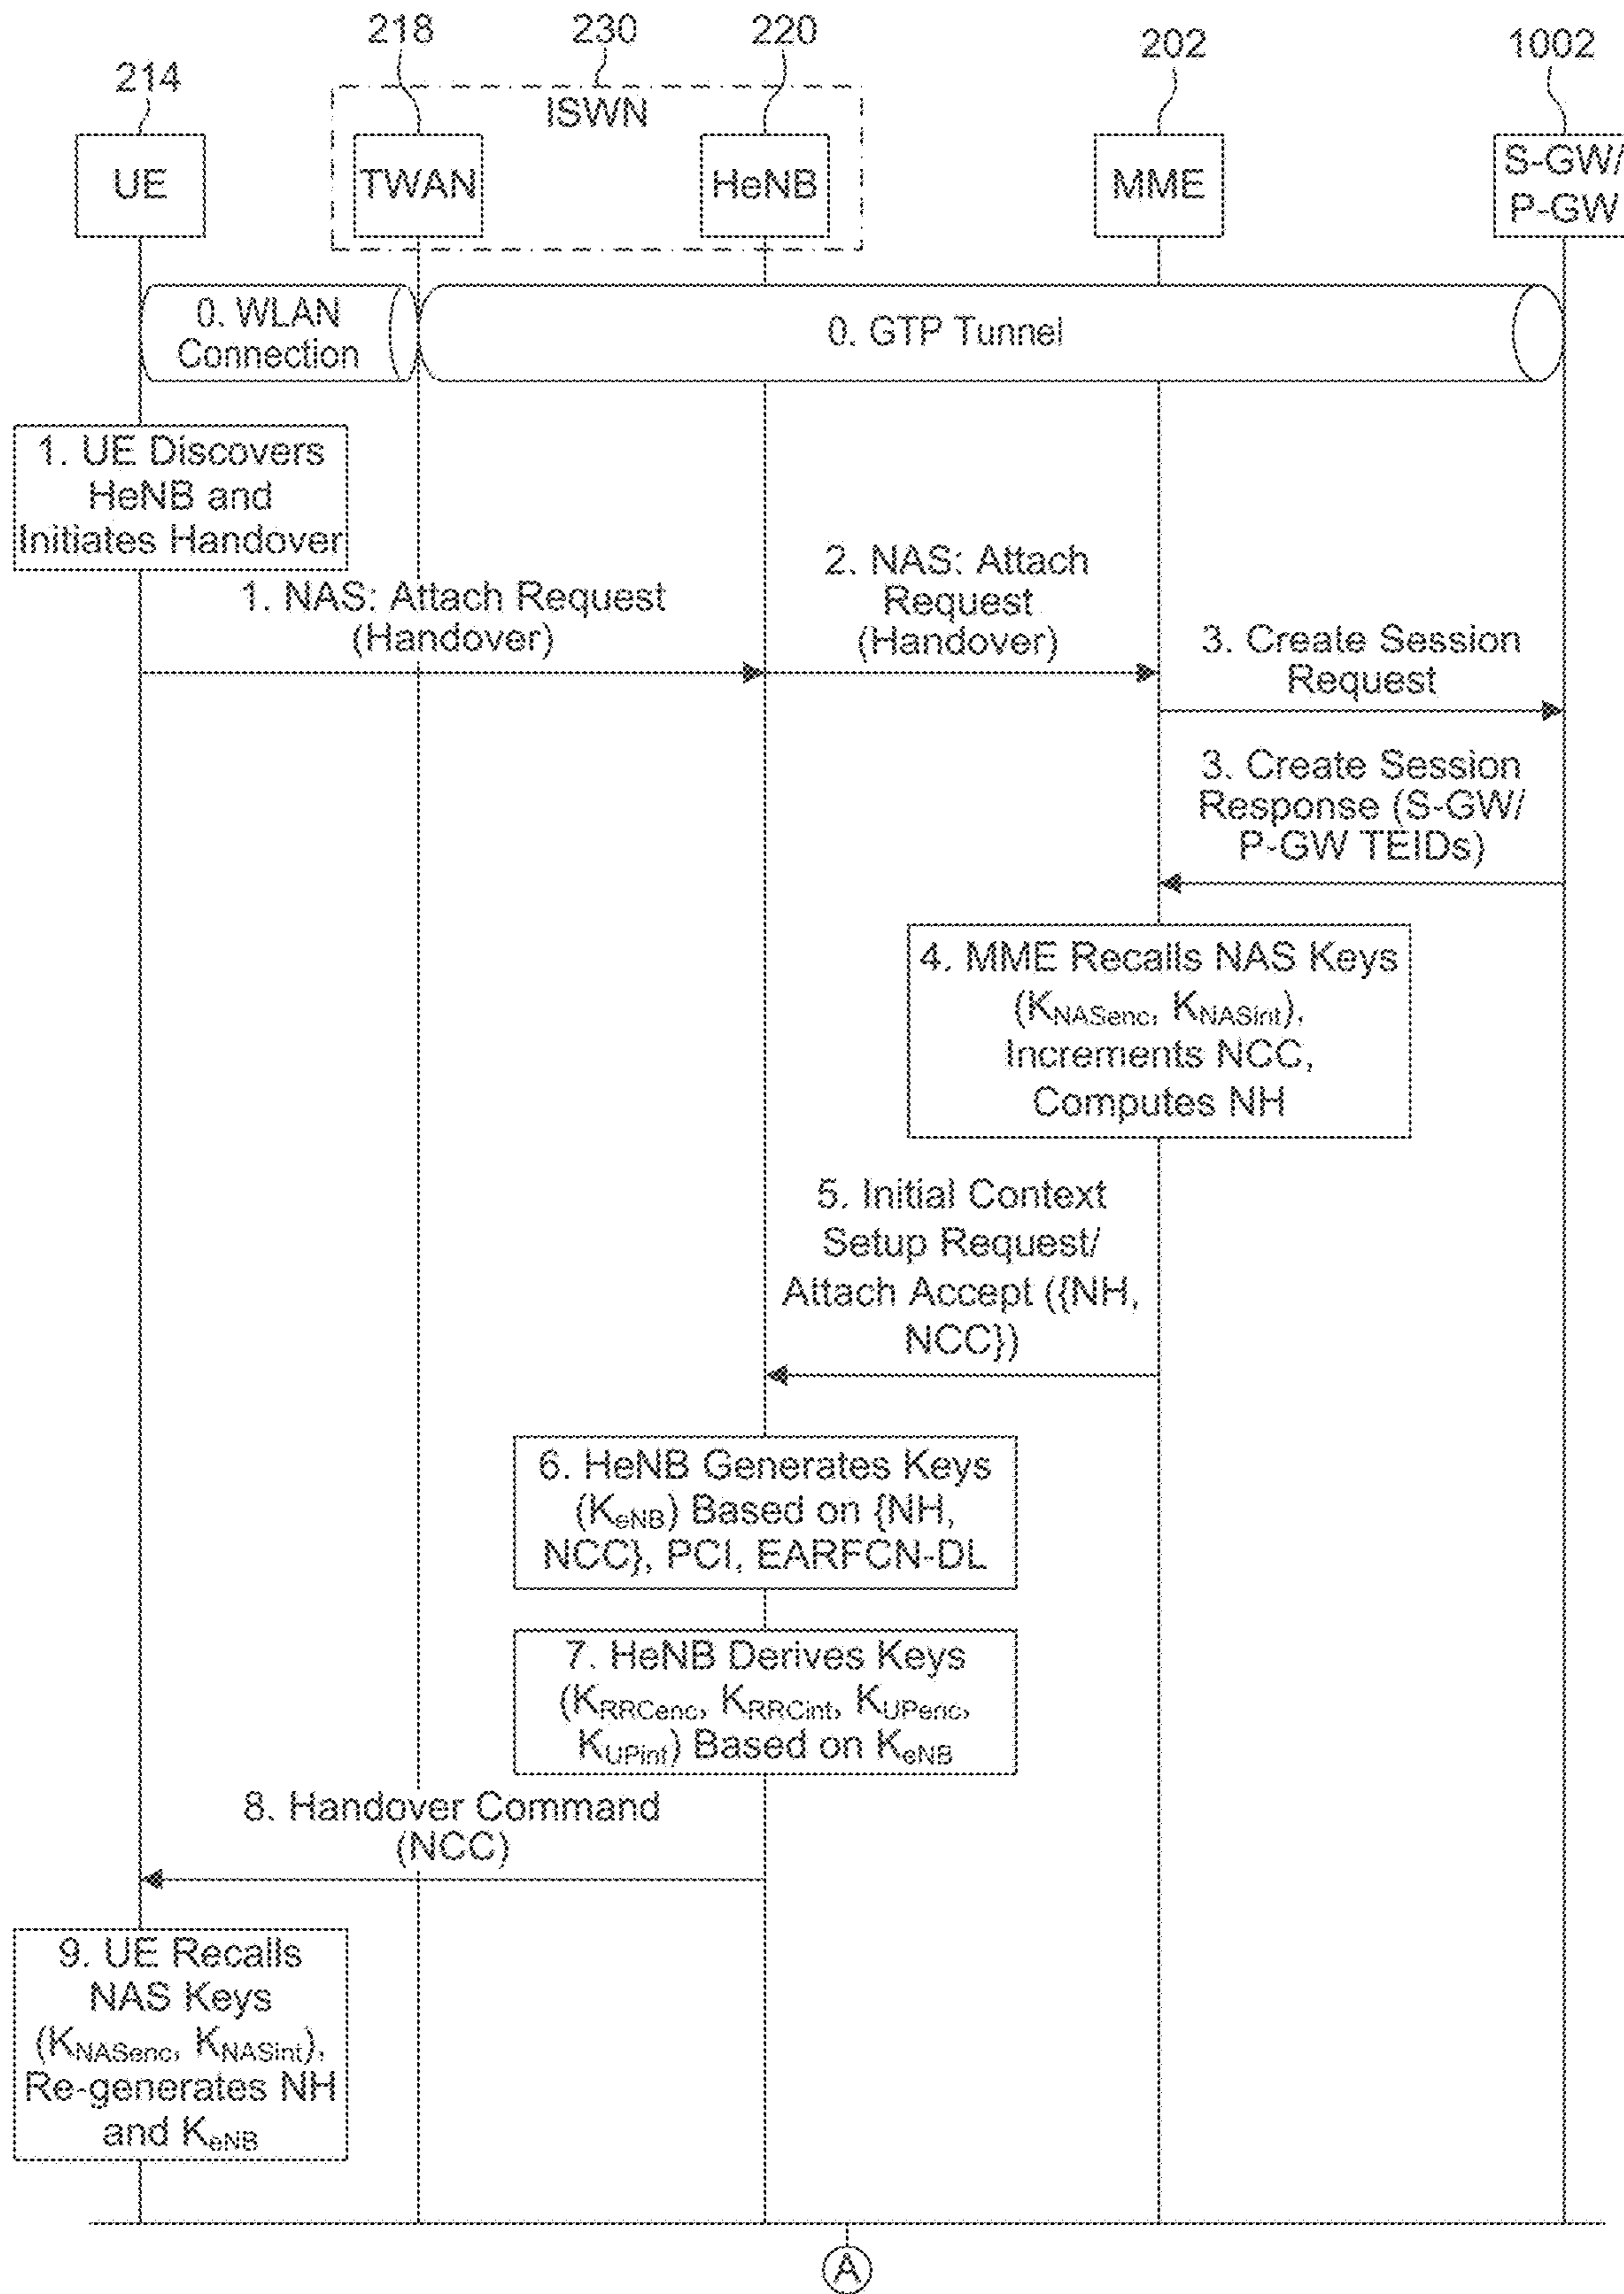 218
230
220
202
1002
214
ISWN
UE
TWAN
HeNB
MME
S-GW/
P-GW
0. WLAN
Connection
0. GTP Tunnel
1. UE Discovers
HeNB and
Initiates Handover
1. NAS: Attach Request
(Handover)
2. NAS: Attach
Request
(Handover)
3. Create Session
Request
3. Create Session
Response (S-GW/
P-GW TEIDs)
4. MME Recalls NAS Keys
(KNASenc, KNASint),
Increments NCC,
Computes NH
5. Initial Context
Setup Request/
Attach Accept ({NH,
NCC})
6. HeNB Generates Keys
(KeNB) Based on {NH,
NCC}, PCI, EARFCN-DL
7. HeNB Derives Keys
(KRRCenc, KRRCint, KUPenc,
KUPint) Based on KeNB
8. Handover Command
(NCC)
9. UE Recalls
NAS Keys
(KNASenc, KNASint),
Re-generates NH
and KeNB
A